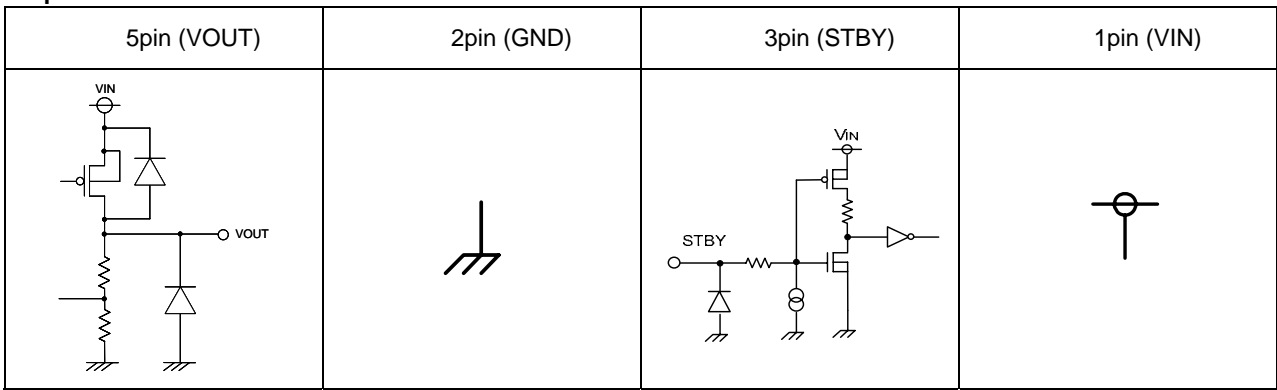 5pin (VOUT)
2pin (GND)
3pin (STBY)
1pin (VIN)
VIN
VOUT
VIN
STBY